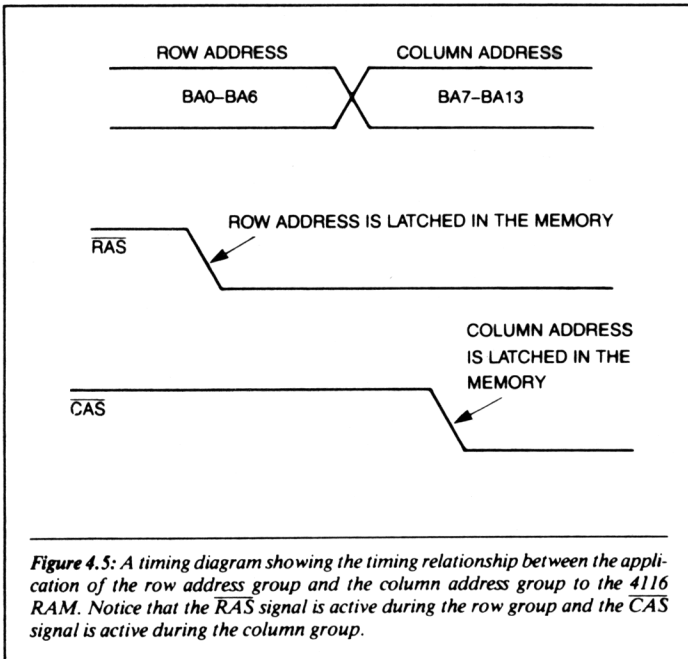 ROW ADDRESS COLUMN ADDRESS
BA0–BA6 BA7–BA13
ROW ADDRESS IS LATCHED IN THE MEMORY
RAS
COLUMN ADDRESS
IS LATCHED IN THE
MEMORY
CAS
Figure 4.5: A timing diagram showing the timing relationship between the appli-
cation of the row address group and the column address group to the 4116
RAM. Notice that the RAS signal is active during the row group and the CAS
signal is active during the column group.